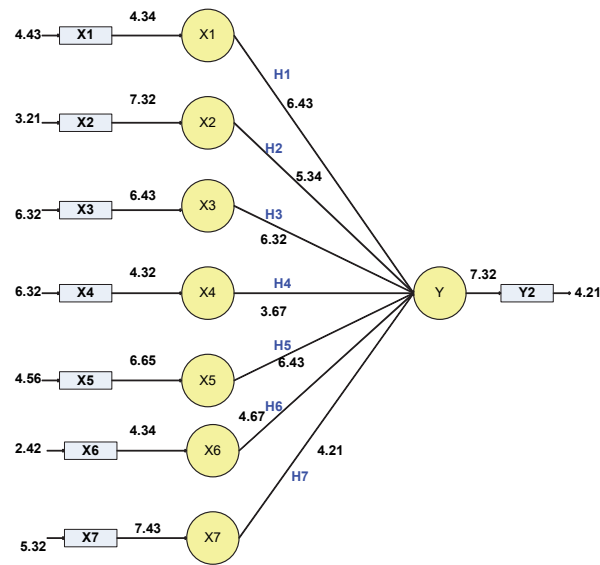 4.43 X1 4.34 X1
H1
6.43
3.21 X2 7.32 X2
H2
5.34
6.32 X3 6.43 X3
H3
6.32
6.32 X4 4.32 X4
H4
3.67
Y 7.32 Y2 4.21
4.56 X5 6.65 X5
H5
6.43
2.42 X6 4.34 X6
4.67 H6
5.32 X7 7.43 X7
4.21
H7